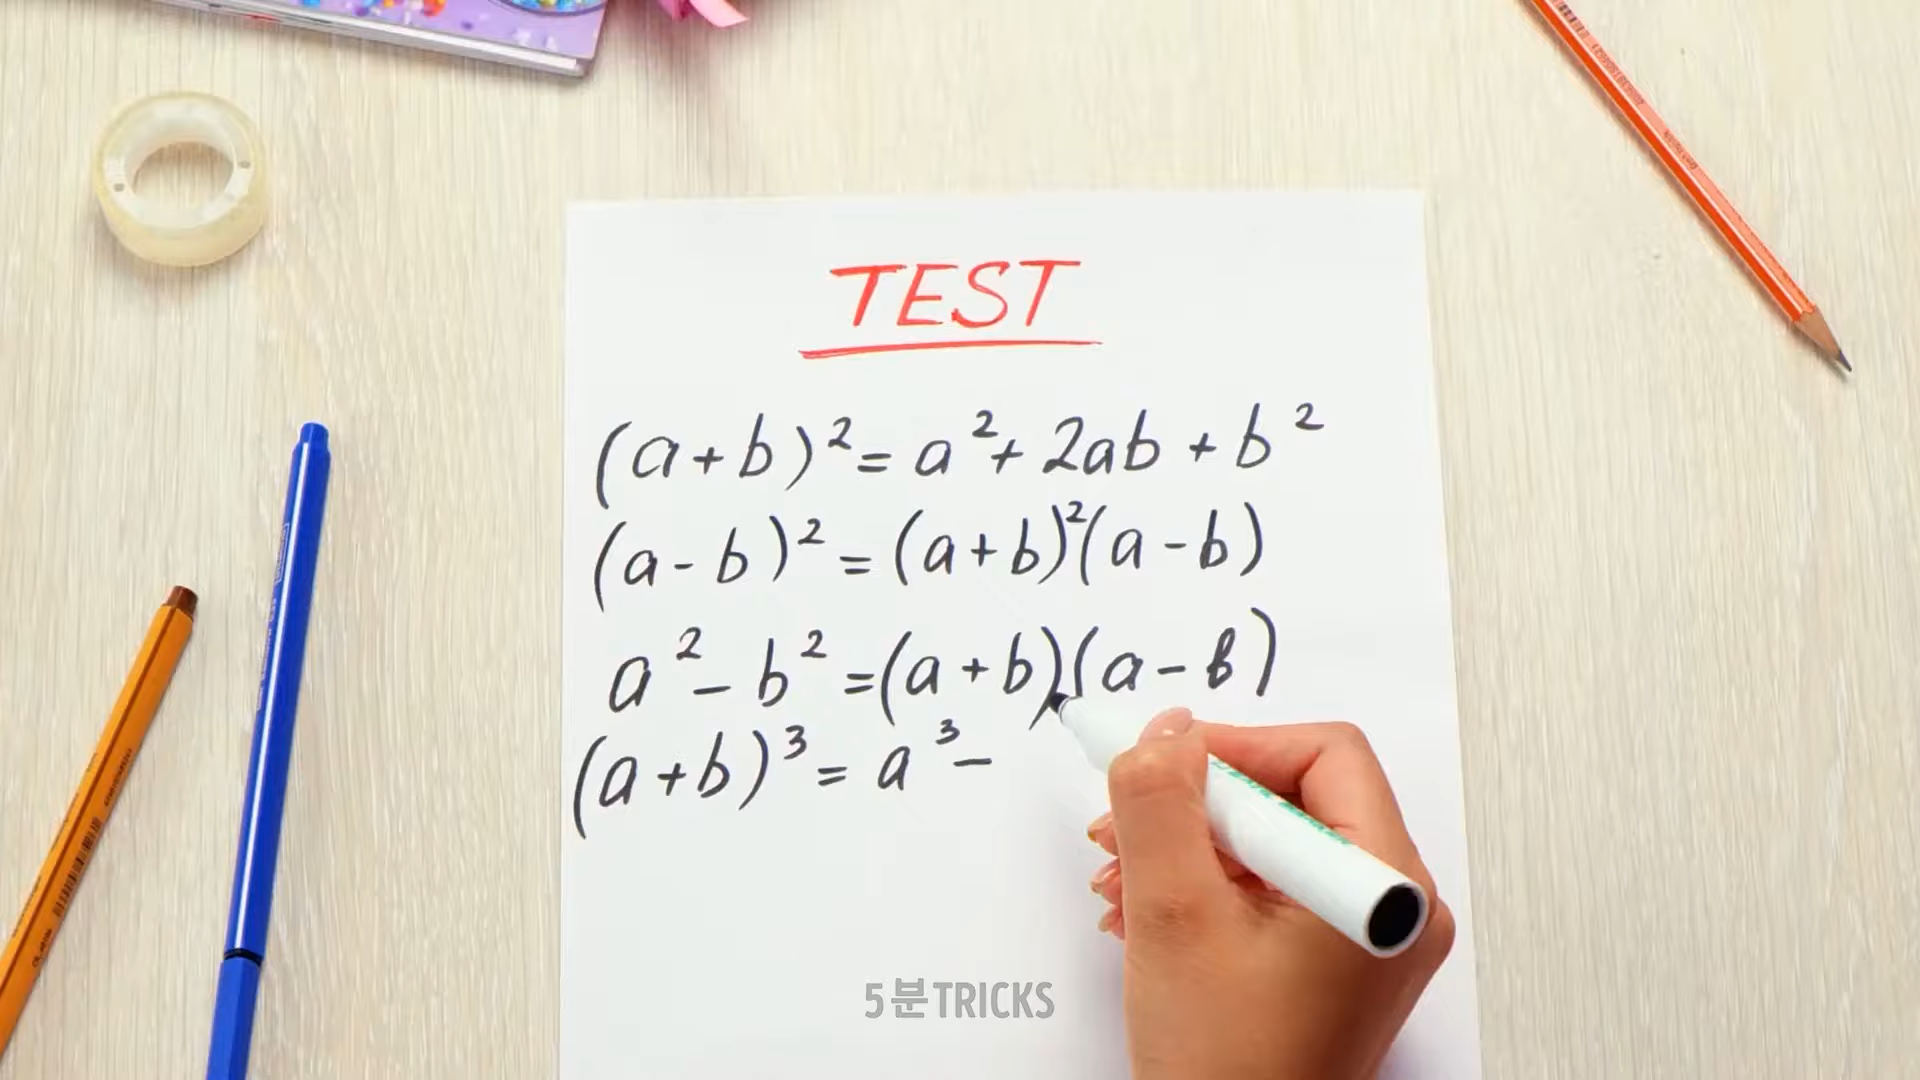 TEST
(a+b)²= a²+ 2ab + b²
(a-b)² = (a+b)²(a-b)
a²- b² =(a+b)(a-b)
(a+b)³= a³-
5분TRICKS